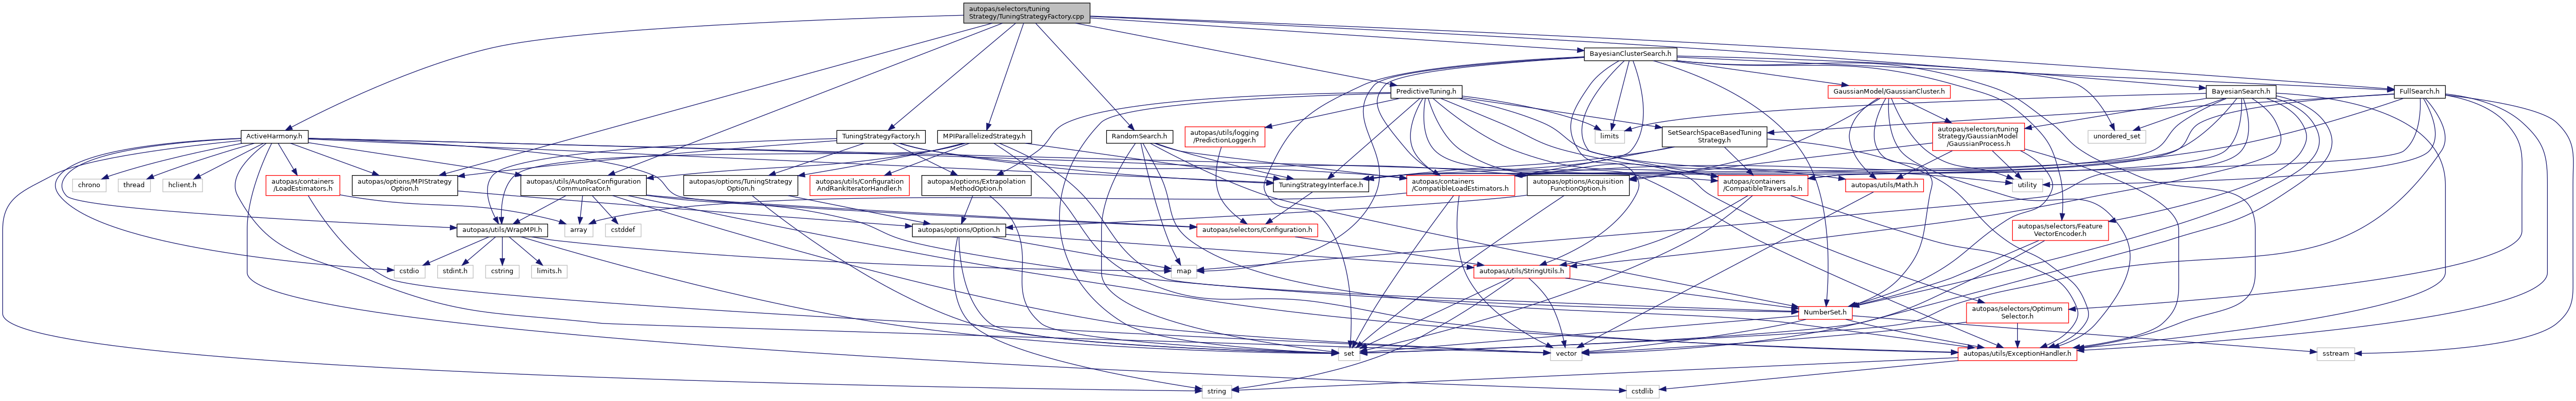 autopas/selectors/tuning
Strategy/TuningStrategyFactory.cpp
BayesianClusterSearch.h
PredictiveTuning.h
GaussianModel/GaussianCluster.h
BayesianSearch.h
FullSearch.h
ActiveHarmony.h
TuningStrategyFactory.h
MPIParallelizedStrategy.h
RandomSearch.h
autopas/utils/logging
/PredictionLogger.h
limits
SetSearchSpaceBasedTuning
Strategy.h
autopas/selectors/tuning
Strategy/GaussianModel
/GaussianProcess.h
unordered_set
chrono
thread
hclient.h
autopas/containers
/LoadEstimators.h
autopas/options/MPIStrategy
Option.h
autopas/utils/AutoPasConfiguration
Communicator.h
autopas/options/TuningStrategy
Option.h
autopas/utils/Configuration
AndRankIteratorHandler.h
autopas/options/Extrapolation
MethodOption.h
TuningStrategyInterface.h
autopas/containers
/CompatibleLoadEstimators.h
autopas/options/Acquisition
FunctionOption.h
autopas/containers
/CompatibleTraversals.h
autopas/utils/Math.h
utility
autopas/utils/WrapMPI.h
array
cstddef
autopas/options/Option.h
autopas/selectors/Configuration.h
autopas/selectors/Feature
VectorEncoder.h
cstdio
stdint.h
cstring
limits.h
map
autopas/utils/StringUtils.h
NumberSet.h
autopas/selectors/Optimum
Selector.h
set
vector
autopas/utils/ExceptionHandler.h
sstream
string
cstdlib